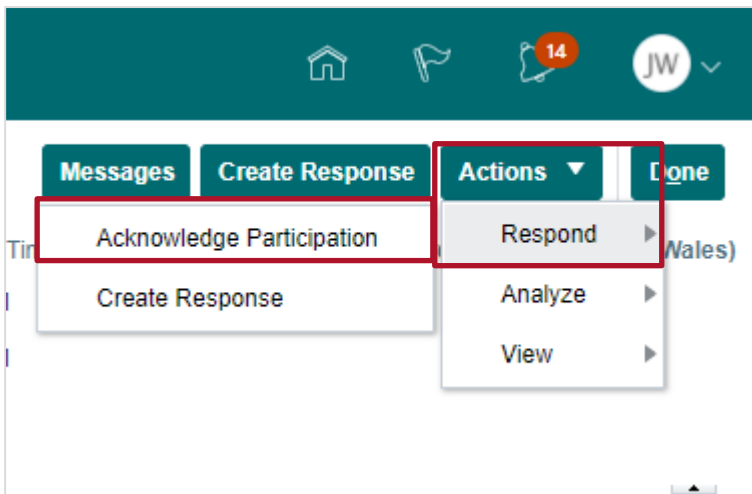 14
JW
Messages Create Response Actions Done
Acknowledge Participation Respond
Wales)
Create Response Analyze
View